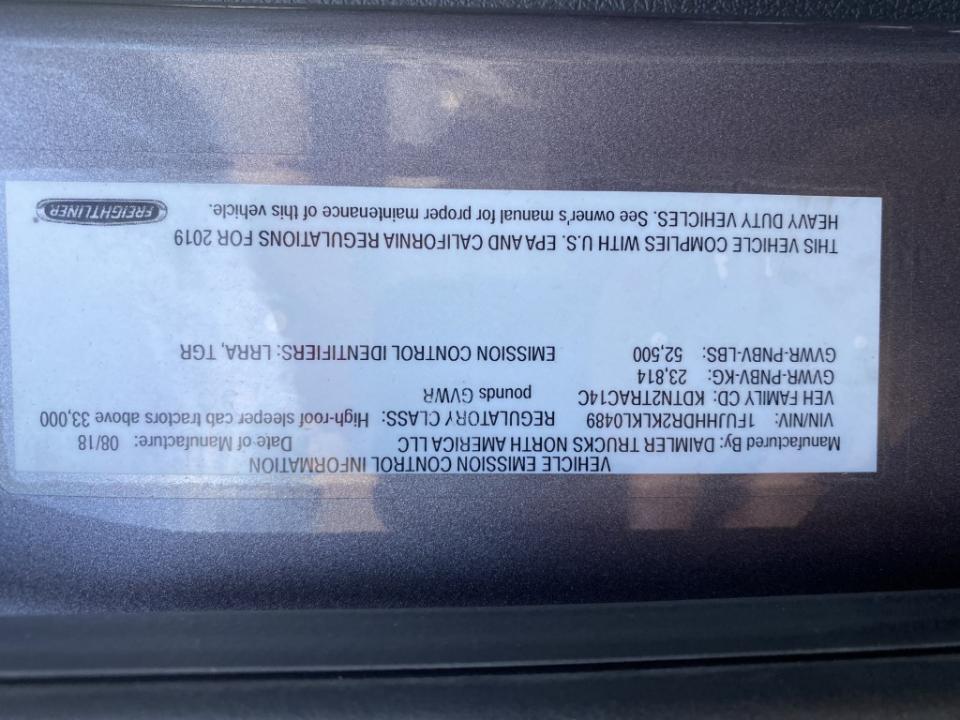 VEHICLE EMISSION CONTROL INFORMATION
Manufactured By: DAIMLER TRUCKS NORTH AMERICA LLC Date of Manufacture: 08/18
VIN/NIV: 1FUJHHDR2KLKL0489 REGULATORY CLASS: High-roof sleeper cab tractors above 33,000
pounds GVWR
VEH FAMILY CD: KDTN2TRAC14C
GVWR-PNBV-KG: 23,814
GVWR-PNBV-LBS: 52,500 EMISSION CONTROL IDENTIFIERS: LRRA, TGR
THIS VEHICLE COMPLIES WITH U.S. EPA AND CALIFORNIA REGULATIONS FOR 2019
HEAVY DUTY VEHICLES. See owner's manual for proper maintenance of this vehicle.
FREIGHTLINER